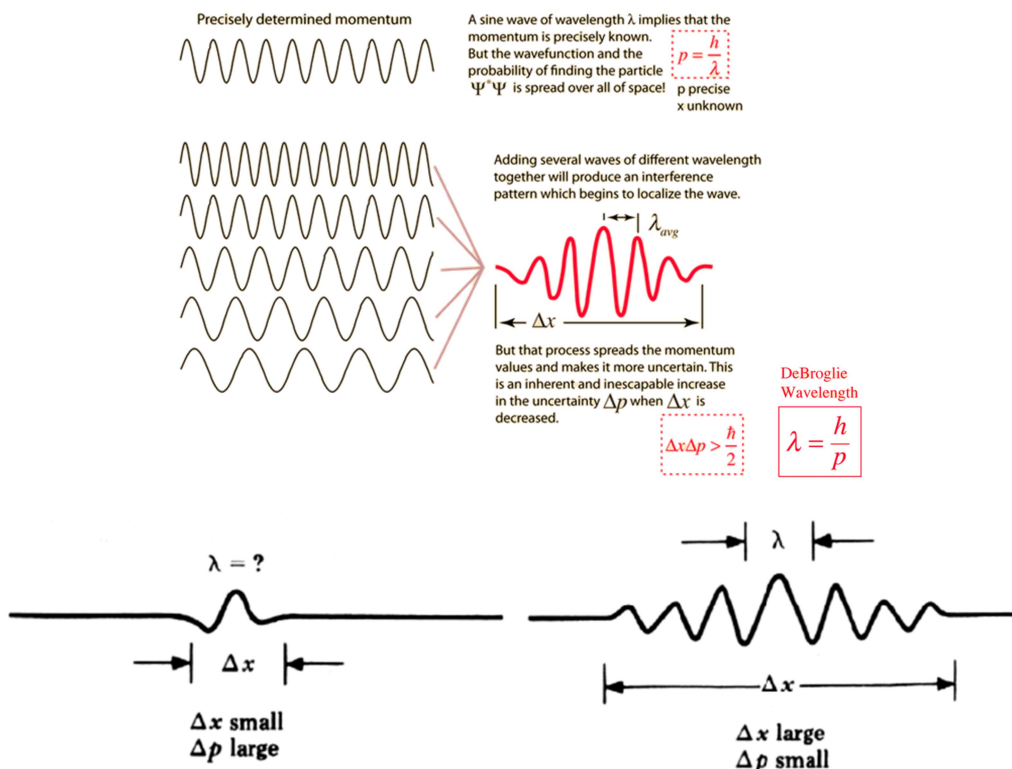 Precisely determined momentum
A sine wave of wavelength λ implies that the
momentum is precisely known.
But the wavefunction and the
probability of finding the particle
Ψ*Ψ is spread over all of space!
p = h/λ
p precise
x unknown
Adding several waves of different wavelength
together will produce an interference
pattern which begins to localize the wave.
λavg
Δx
But that process spreads the momentum
values and makes it more uncertain. This
is an inherent and inescapable increase
in the uncertainty Δp when Δx is
decreased.
ΔxΔp > ħ/2
DeBroglie
Wavelength
λ = h/p
λ = ?
Δx
Δx small
Δp large
λ
Δx
Δx large
Δp small